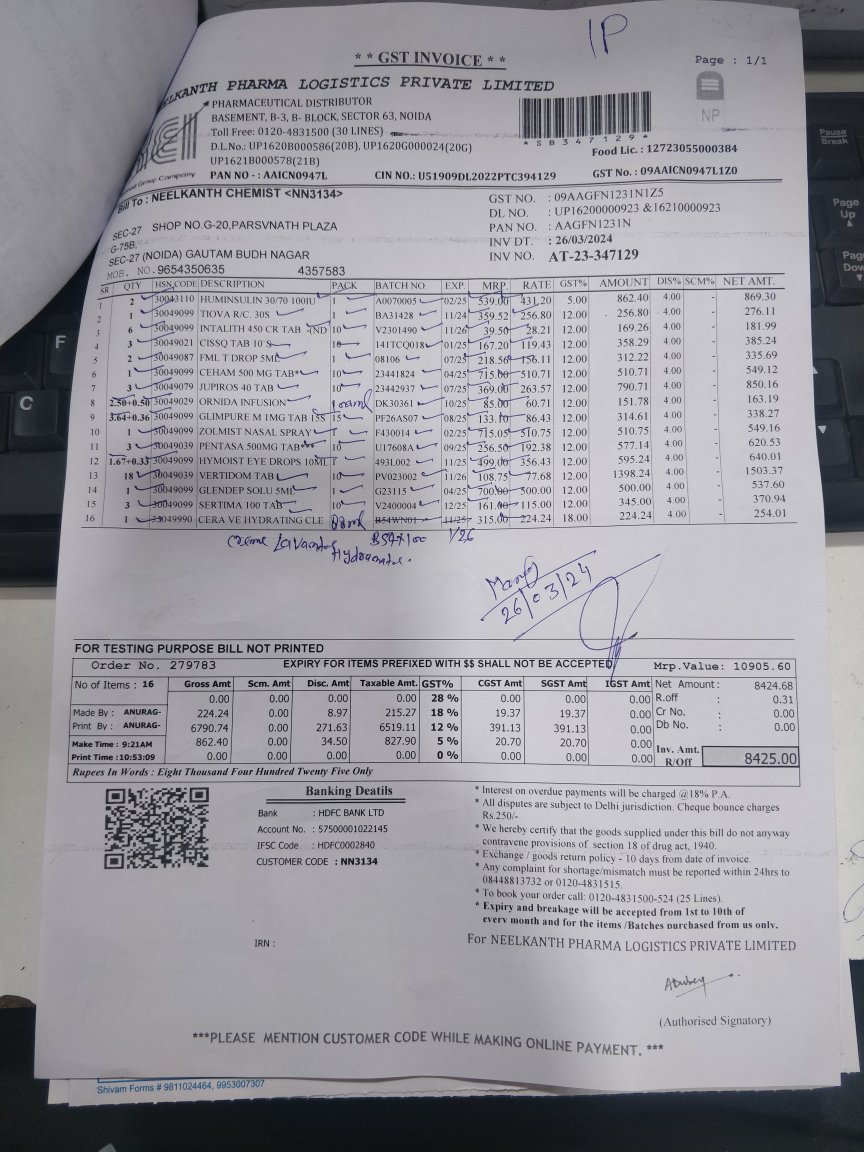 IP
** GST INVOICE **
Page : 1/1
NEELKANTH PHARMA LOGISTICS PRIVATE LIMITED
PHARMACEUTICAL DISTRIBUTOR
BASEMENT, B-3, B- BLOCK, SECTOR 63, NOIDA
Toll Free: 0120-4831500 (30 LINES)
*SB347129*
NP
D.L.No.: UP1620B000586(20B), UP1620G000024(20G)
UP1621B000578(21B)
Food Lic. : 12723055000384
Group Company
PAN NO - : AAICN0947L CIN NO.: U51909DL2022PTC394129 GST No. : 09AAICN0947L1Z0
Bill To : NEELKANTH CHEMIST <NN3134>
GST NO. : 09AAGFN1231N1Z5
SEC-27 SHOP NO.G-20,PARSVNATH PLAZA
DL NO. : UP16200000923 &16210000923
G-75B,
PAN NO. : AAGFN1231N
SEC-27 (NOIDA) GAUTAM BUDH NAGAR
INV DT. : 26/03/2024
MOB. NO. 9654350635 4357583
INV NO. AT-23-347129
SR QTY HSN CODE DESCRIPTION PACK BATCH NO. EXP. MRP. RATE GST% AMOUNT DIS% SCM% NET AMT.
1 2 30043110 HUMINSULIN 30/70 100IU 1 A0070005 02/25 539.00 431.20 5.00 862.40 4.00 - 869.30
2 1 30049099 TIOVA R/C. 30S 1 BA31428 11/24 359.52 256.80 12.00 256.80 4.00 - 276.11
3 6 30049099 INTALITH 450 CR TAB IND 10 V2301490 11/26 39.50 28.21 12.00 169.26 4.00 - 181.99
4 3 30049021 CISSQ TAB 10`S 10 141TCQ018 01/25 167.20 119.43 12.00 358.29 4.00 - 385.24
5 2 30049087 FML T DROP 5ML 1 08106 07/25 218.56 156.11 12.00 312.22 4.00 - 335.69
6 1 30049099 CEHAM 500 MG TAB* 10 23441824 04/25 715.00 510.71 12.00 510.71 4.00 - 549.12
7 3 30049079 JUPIROS 40 TAB 10 23442937 07/25 369.00 263.57 12.00 790.71 4.00 - 850.16
8 2.50+0.50 30049029 ORNIDA INFUSION 100ml DK30361 10/25 85.00 60.71 12.00 151.78 4.00 - 163.19
9 3.64+0.36 30049099 GLIMPURE M 1MG TAB 15S 15 PF26AS07 08/25 133.10 86.43 12.00 314.61 4.00 - 338.27
10 1 30049099 ZOLMIST NASAL SPRAY 1 F430014 02/25 715.05 510.75 12.00 510.75 4.00 - 549.16
11 3 30049039 PENTASA 500MG TAB*** 10 U17608A 09/25 256.50 192.38 12.00 577.14 4.00 - 620.53
12 1.67+0.33 30049099 HYMOIST EYE DROPS 10ML 1 493L002 11/25 499.00 356.43 12.00 595.24 4.00 - 640.01
13 18 30049039 VERTIDOM TAB 10 PV023002 11/26 108.75 77.68 12.00 1398.24 4.00 - 1503.37
14 1 30049099 GLENDEP SOLU 5ML 1 G23115 04/25 700.00 500.00 12.00 500.00 4.00 - 537.60
15 3 30049099 SERTIMA 100 TAB 10 V2400004 12/25 161.00 115.00 12.00 345.00 4.00 - 370.94
16 1 33049990 CERA VE HYDRATING CLE 88ml B54WN01 11/25 315.00 224.24 18.00 224.24 4.00 - 254.01
B54X100 1/26
26/03/24
FOR TESTING PURPOSE BILL NOT PRINTED
Order No. 279783 EXPIRY FOR ITEMS PREFIXED WITH $$ SHALL NOT BE ACCEPTED Mrp.Value: 10905.60
No of Items : 16 Gross Amt Scm. Amt Disc. Amt Taxable Amt. GST% CGST Amt SGST Amt IGST Amt Net Amount : 8424.68
0.00 0.00 0.00 0.00 28 % 0.00 0.00 0.00 R.off : 0.31
Made By : ANURAG- 224.24 0.00 8.97 215.27 18 % 19.37 19.37 0.00 Cr No. : 0.00
Print By : ANURAG- 6790.74 0.00 271.63 6519.11 12 % 391.13 391.13 0.00 Db No. : 0.00
Make Time : 9:21AM 862.40 0.00 34.50 827.90 5 % 20.70 20.70 0.00
Print Time :10:53:09 0.00 0.00 0.00 0.00 0 % 0.00 0.00 0.00 Inv. Amt. R/Off 8425.00
Rupees In Words : Eight Thousand Four Hundred Twenty Five Only
Banking Deatils
Bank : HDFC BANK LTD
Account No. : 57500001022145
IFSC Code : HDFC0002840
CUSTOMER CODE : NN3134
IRN :
* Interest on overdue payments will be charged @18% P.A.
* All disputes are subject to Delhi jurisdiction. Cheque bounce charges
Rs.250/-
* We hereby certify that the goods supplied under this bill do not anyway
contravene provisions of section 18 of drug act, 1940.
* Exchange / goods return policy - 10 days from date of invoice.
* Any complaint for shortage/mismatch must be reported within 24hrs to
08448813732 or 0120-4831515.
* To book your order call: 0120-4831500-524 (25 Lines).
* Expiry and breakage will be accepted from 1st to 10th of
every month and for the items /Batches purchased from us only.
For NEELKANTH PHARMA LOGISTICS PRIVATE LIMITED
(Authorised Signatory)
***PLEASE MENTION CUSTOMER CODE WHILE MAKING ONLINE PAYMENT. ***
Shivam Forms # 9811024464, 9953007307
Pause
Break
Page
Up
Page
Down
F
C